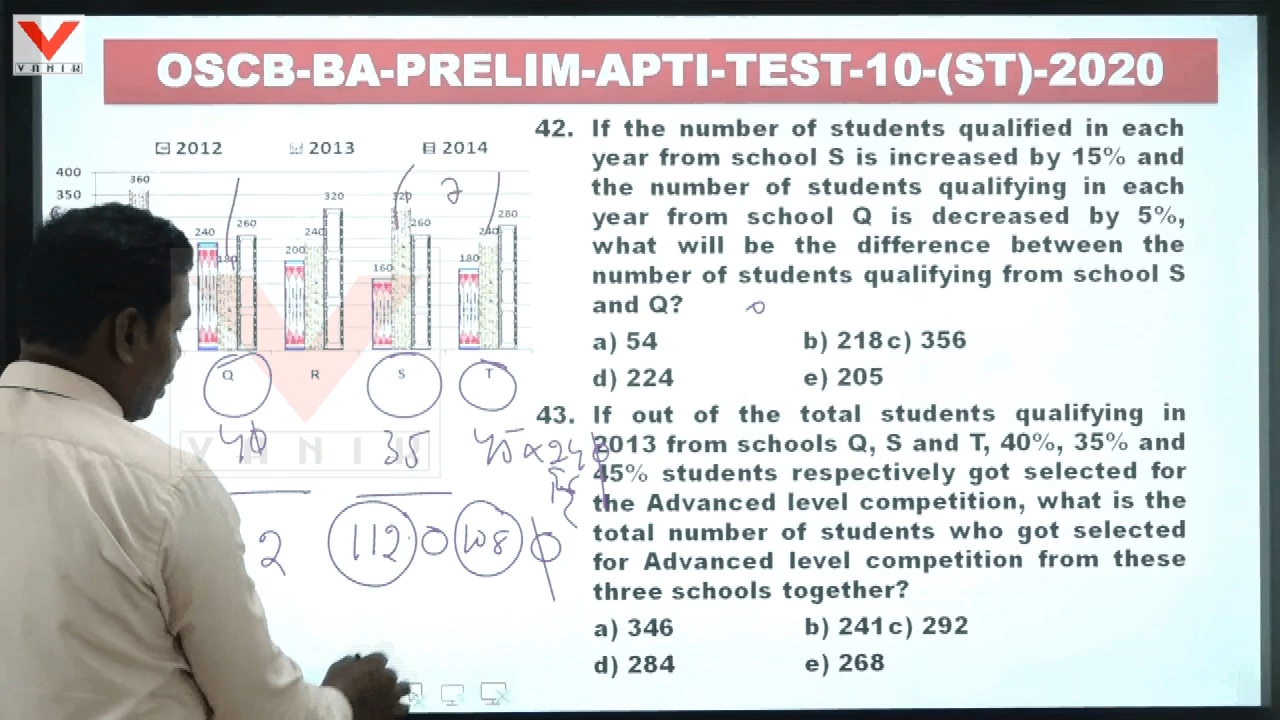 VANIK
OSCB-BA-PRELIM-APTI-TEST-10-(ST)-2020
2012 2013 2014
400
350
360
240
180
260
200
240
320
160
320
260
180
240
280
Q R S T
VANIK
42. If the number of students qualified in each
year from school S is increased by 15% and
the number of students qualifying in each
year from school Q is decreased by 5%,
what will be the difference between the
number of students qualifying from school S
and Q?
a) 54 b) 218 c) 356
d) 224 e) 205
43. If out of the total students qualifying in
2013 from schools Q, S and T, 40%, 35% and
45% students respectively got selected for
the Advanced level competition, what is the
total number of students who got selected
for Advanced level competition from these
three schools together?
a) 346 b) 241 c) 292
d) 284 e) 268
40 35 45 × 240
2 112 0 108 0